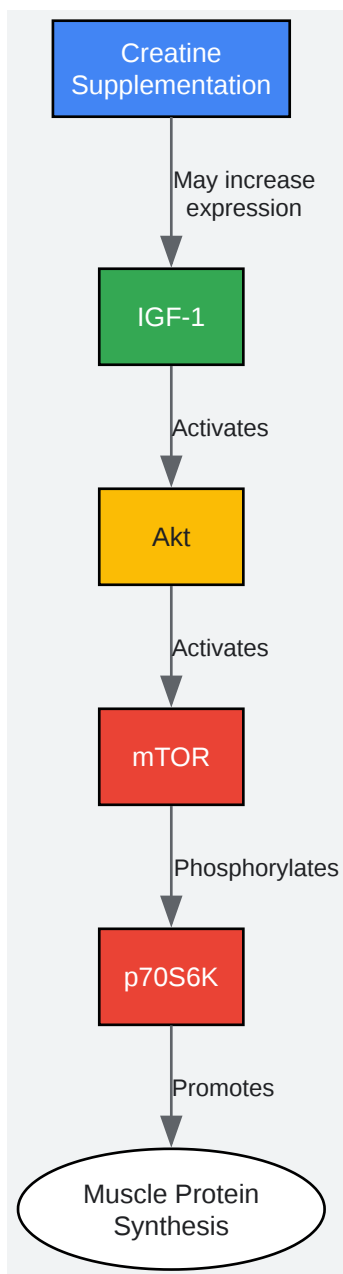 Creatine
Supplementation
May increase
expression
IGF-1
Activates
Akt
Activates
mTOR
Phosphorylates
p70S6K
Promotes
Muscle Protein
Synthesis